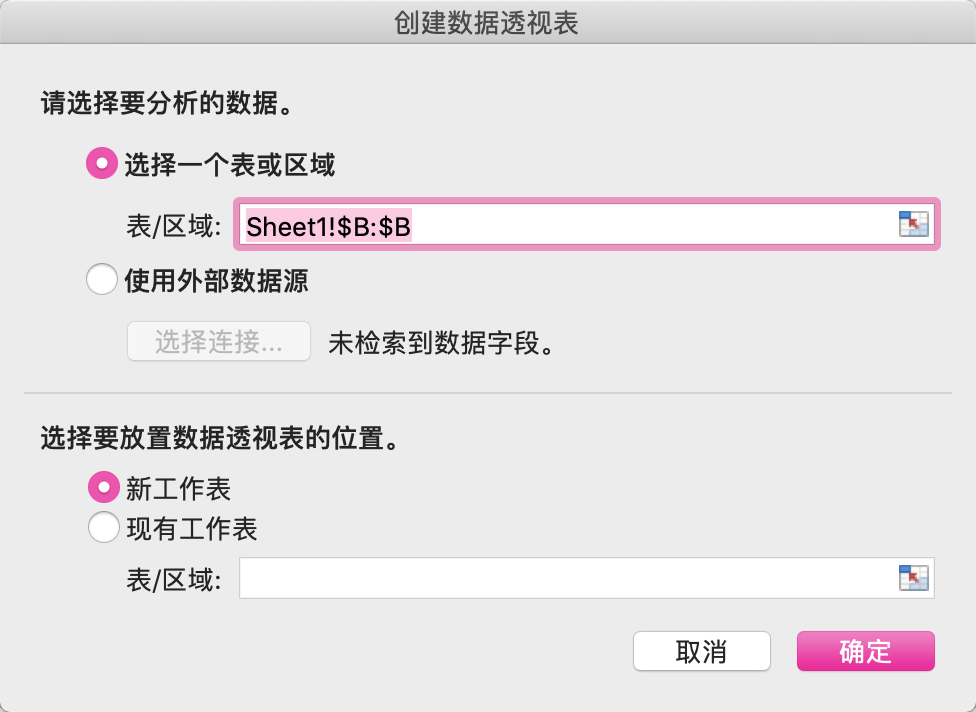 创建数据透视表
请选择要分析的数据。
选择一个表或区域
表/区域: Sheet1!$B:$B
使用外部数据源
选择连接... 未检索到数据字段。
选择要放置数据透视表的位置。
新工作表
现有工作表
表/区域:
取消 确定